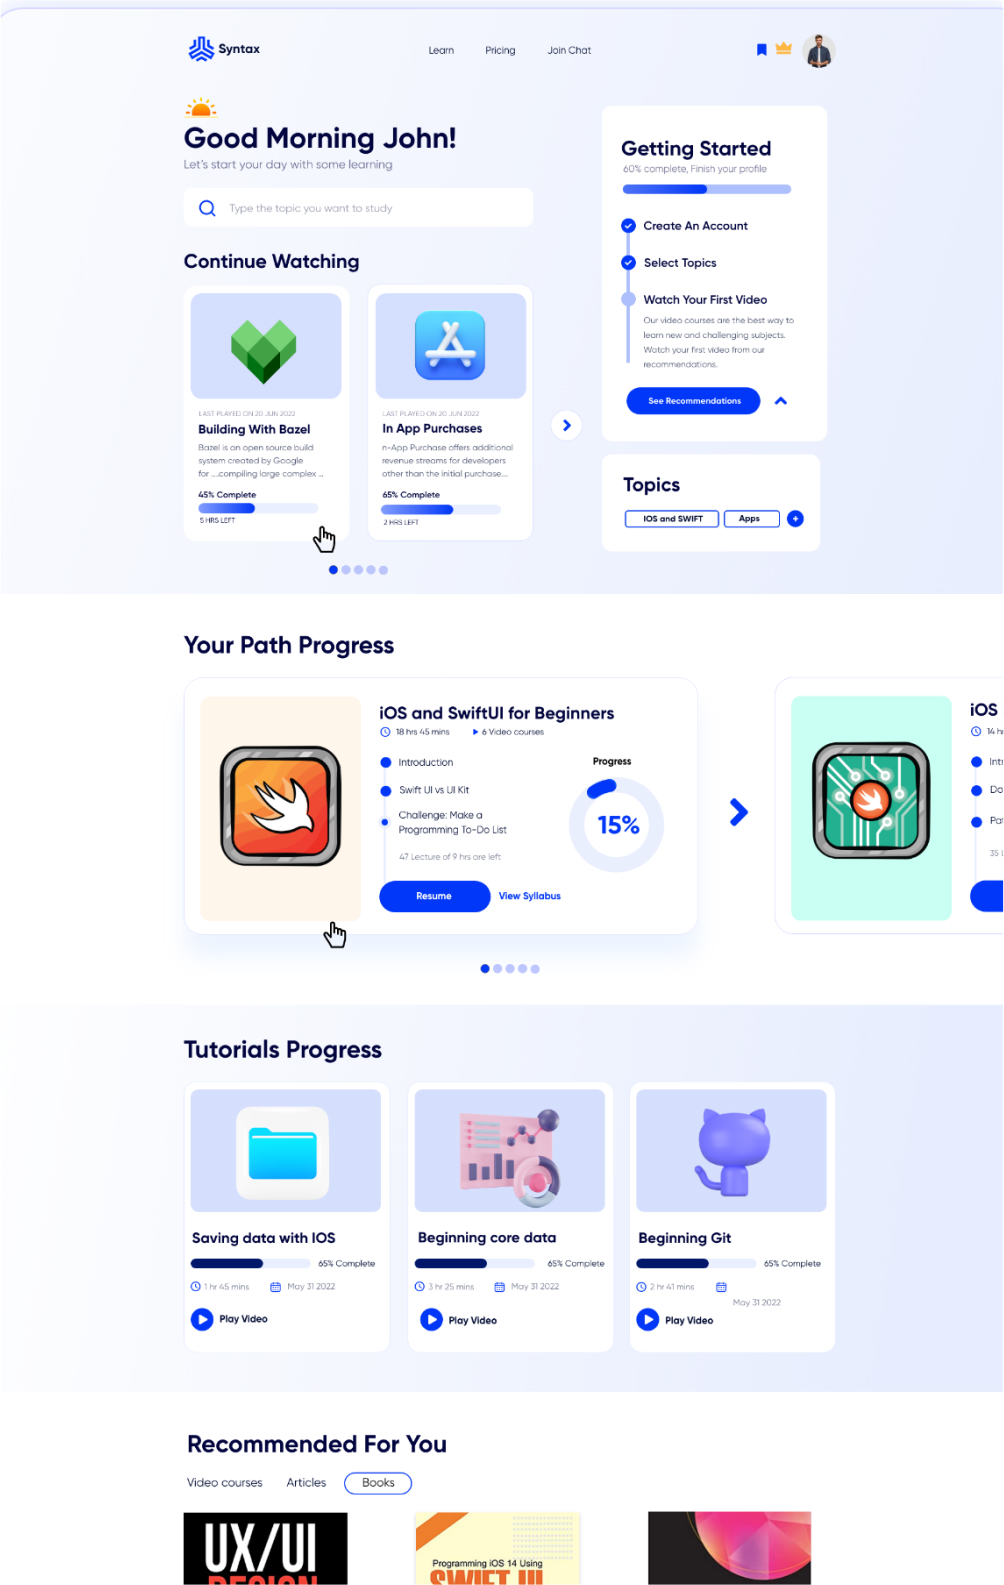 Syntax
Learn
Pricing
Join Chat
Good Morning John!
Let's start your day with some learning
Type the topic you want to study
Continue Watching
LAST PLAYED ON 20 JUN 2022
Building With Bazel
Bazel is an open source build
system created by Google
for ....compiling large complex ...
45% Complete
5 HRS LEFT
LAST PLAYED ON 20 JUN 2022
In App Purchases
n-App Purchase offers additional
revenue streams for developers
other than the initial purchase....
65% Complete
2 HRS LEFT
Getting Started
60% complete, Finish your profile
Create An Account
Select Topics
Watch Your First Video
Our video courses are the best way to
learn new and challenging subjects.
Watch your first video from our
recommendations.
See Recommendations
Topics
IOS and SWIFT
Apps
Your Path Progress
iOS and SwiftUI for Beginners
18 hrs 45 mins
6 Video courses
Introduction
Swift UI vs UI Kit
Challenge: Make a
Programming To-Do List
47 Lecture of 9 hrs are left
Progress
15%
Resume
View Syllabus
iOS
14 h
Intr
Do
Pat
35 L
Tutorials Progress
Saving data with IOS
65% Complete
1 hr 45 mins
May 31 2022
Play Video
Beginning core data
65% Complete
3 hr 25 mins
May 31 2022
Play Video
Beginning Git
65% Complete
2 hr 41 mins
May 31 2022
Play Video
Recommended For You
Video courses
Articles
Books
UX/UI
DESIGN
Programming iOS 14 Using
SWIFT UI